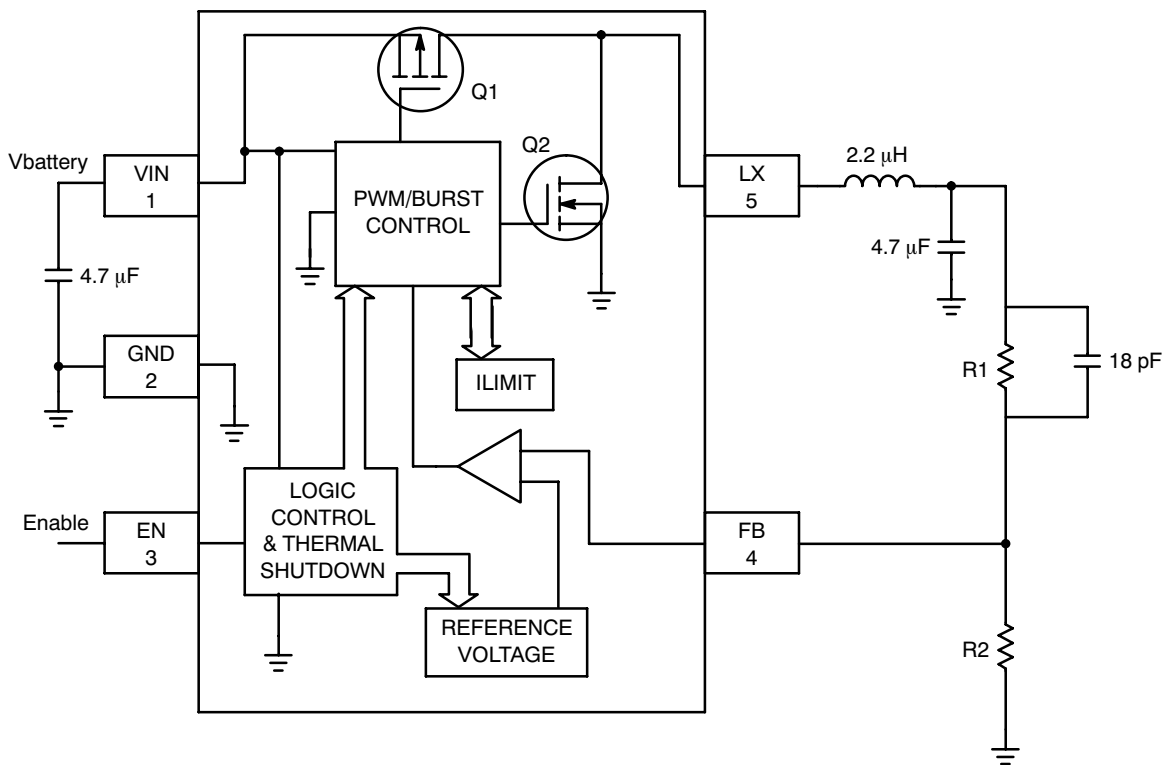 Q1
Vbattery
VIN
1
Q2
PWM/BURST
CONTROL
LX
5
2.2 μH
4.7 μF
4.7 μF
GND
2
ILIMIT
R1
18 pF
Enable
EN
3
LOGIC
CONTROL
& THERMAL
SHUTDOWN
FB
4
REFERENCE
VOLTAGE
R2